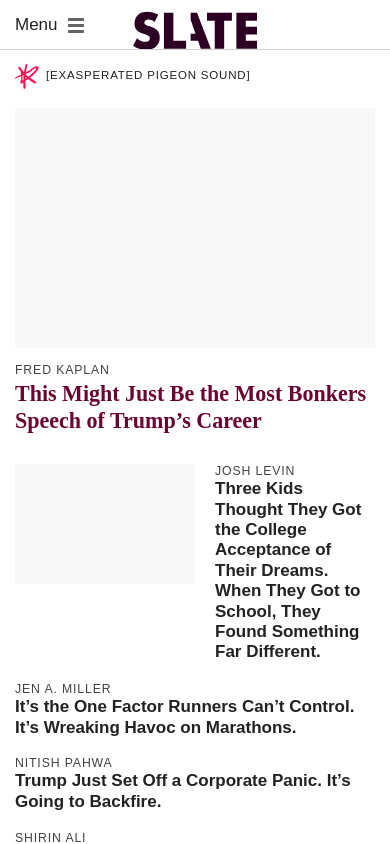 Menu
SLATE
[EXASPERATED PIGEON SOUND]
FRED KAPLAN
This Might Just Be the Most Bonkers
Speech of Trump’s Career
JOSH LEVIN
Three Kids
Thought They Got
the College
Acceptance of
Their Dreams.
When They Got to
School, They
Found Something
Far Different.
JEN A. MILLER
It’s the One Factor Runners Can’t Control.
It’s Wreaking Havoc on Marathons.
NITISH PAHWA
Trump Just Set Off a Corporate Panic. It’s
Going to Backfire.
SHIRIN ALI